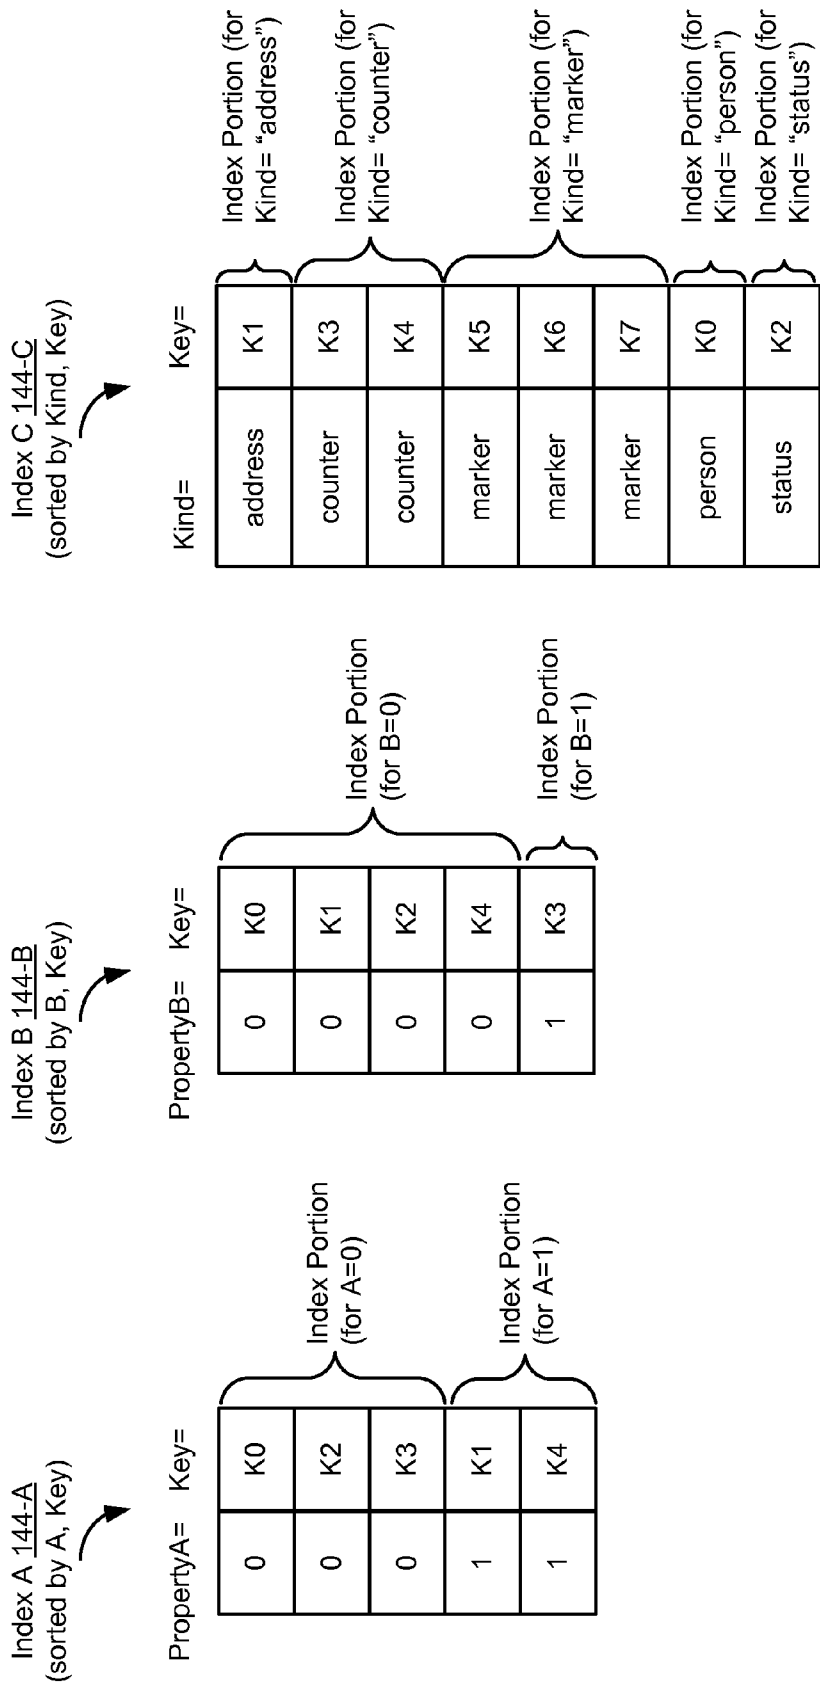 Index A 144-A
(sorted by A, Key)
PropertyA= Key=
0 K0
0 K2
0 K3
1 K1
1 K4
Index Portion
(for A=0)
Index Portion
(for A=1)
Index B 144-B
(sorted by B, Key)
PropertyB= Key=
0 K0
0 K1
0 K2
0 K4
1 K3
Index Portion
(for B=0)
Index Portion
(for B=1)
Index C 144-C
(sorted by Kind, Key)
Kind= Key=
address K1
counter K3
counter K4
marker K5
marker K6
marker K7
person K0
status K2
Index Portion (for
Kind= “address”)
Index Portion (for
Kind= “counter”)
Index Portion (for
Kind= “marker”)
Index Portion (for
Kind= “person”)
Index Portion (for
Kind= “status”)